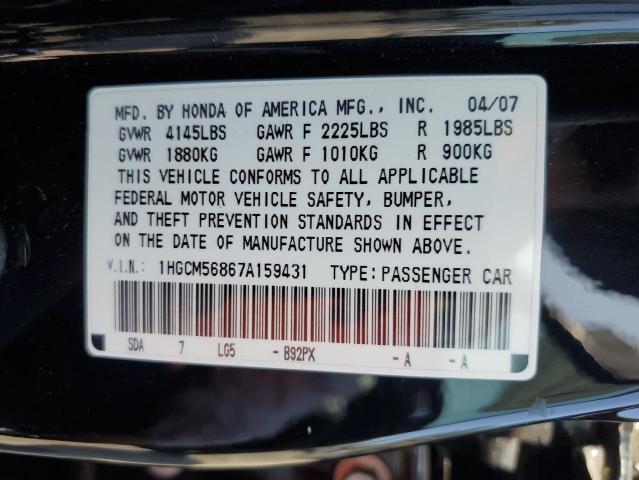 MFD. BY HONDA OF AMERICA MFG., INC. 04/07
GVWR 4145LBS GAWR F 2225LBS R 1985LBS
GVWR 1880KG GAWR F 1010KG R 900KG
THIS VEHICLE CONFORMS TO ALL APPLICABLE
FEDERAL MOTOR VEHICLE SAFETY, BUMPER,
AND THEFT PREVENTION STANDARDS IN EFFECT
ON THE DATE OF MANUFACTURE SHOWN ABOVE.
V.I.N.: 1HGCM56867A159431 TYPE: PASSENGER CAR
SDA 7 LG5 - B92PX - A - A